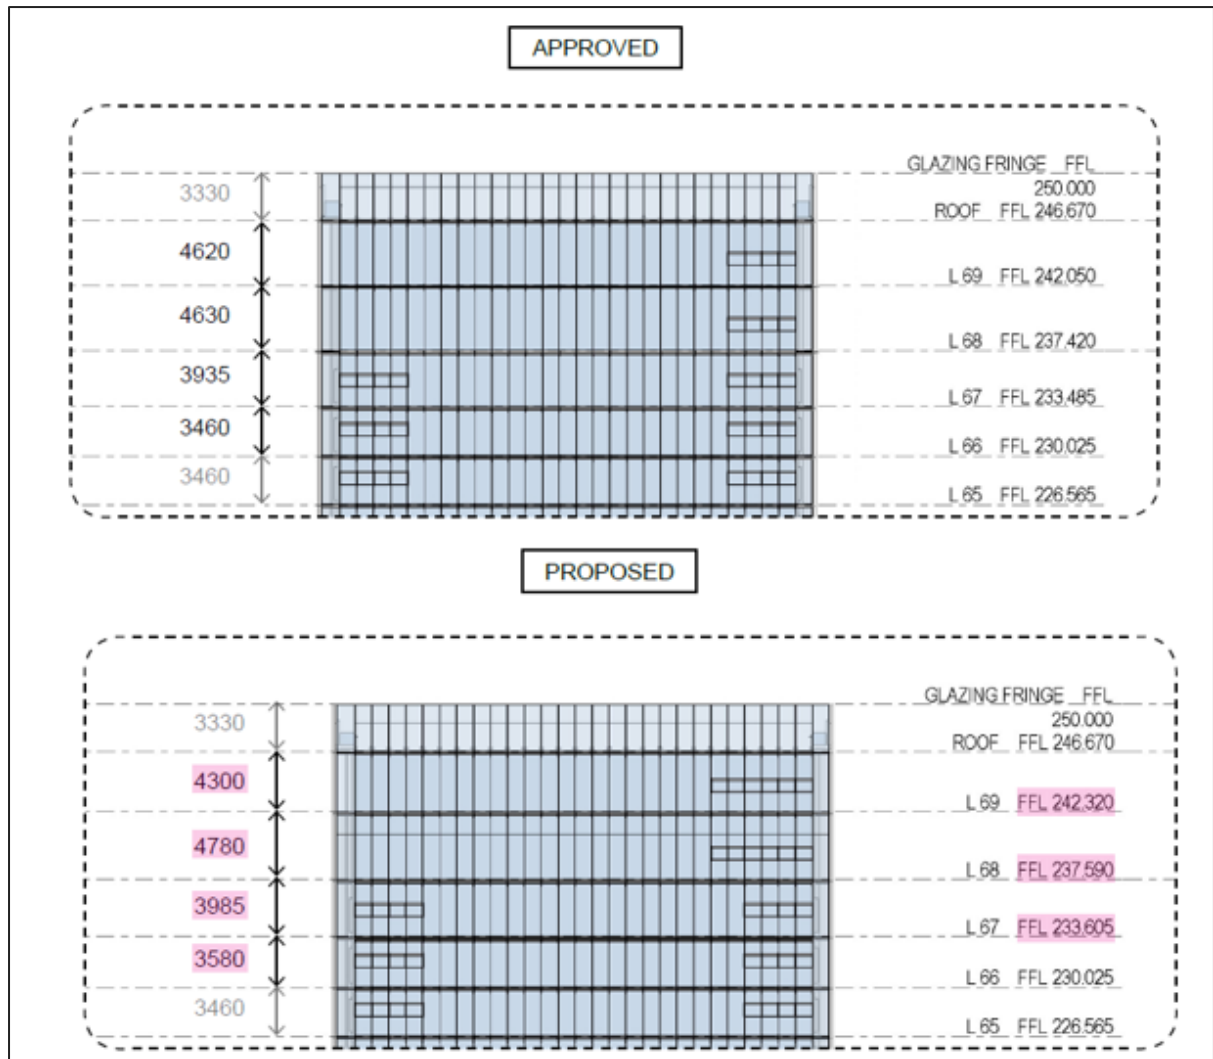 APPROVED
GLAZING FRINGE FFL
3330 250.000
ROOF FFL 246.670
4620
L 69 FFL 242.050
4630
L 68 FFL 237.420
3935
L 67 FFL 233.485
3460
L 66 FFL 230.025
3460
L 65 FFL 226.565
PROPOSED
GLAZING FRINGE FFL
3330 250.000
ROOF FFL 246.670
4300
L 69 FFL 242.320
4780
L 68 FFL 237.590
3985
L 67 FFL 233.605
3580
L 66 FFL 230.025
3460
L 65 FFL 226.565